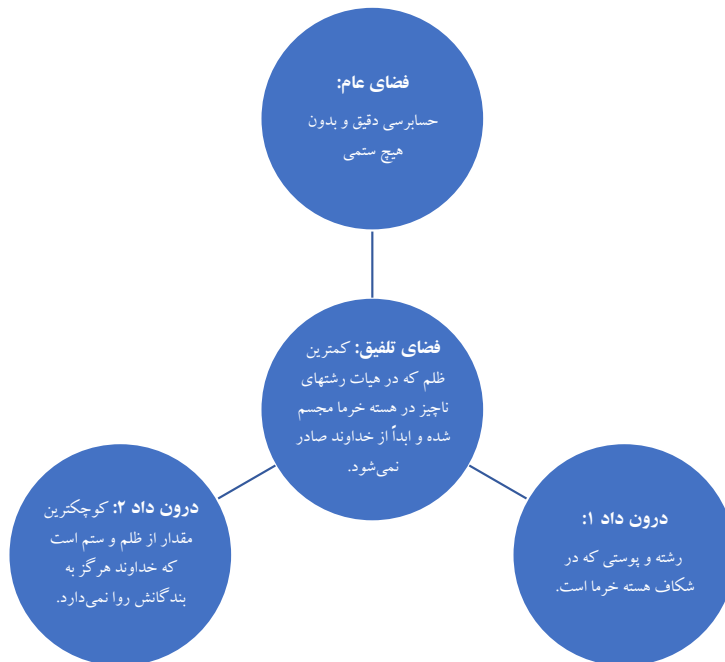 فضای عام:
حسابرسی دقیق و بدون
هیچ ستمی
فضای تلفیق: کمترین
ظلم که در هیات رشتهای
ناچیز در هسته خرما مجسم
شده و ابداً از خداوند صادر
نمی‌شود.
درون داد ۱:
رشته و پوستی که در
شکاف هسته خرما است.
درون داد ۲: کوچکترین
مقدار از ظلم و ستم است
که خداوند هرگز به
بندگانش روا نمی‌دارد.